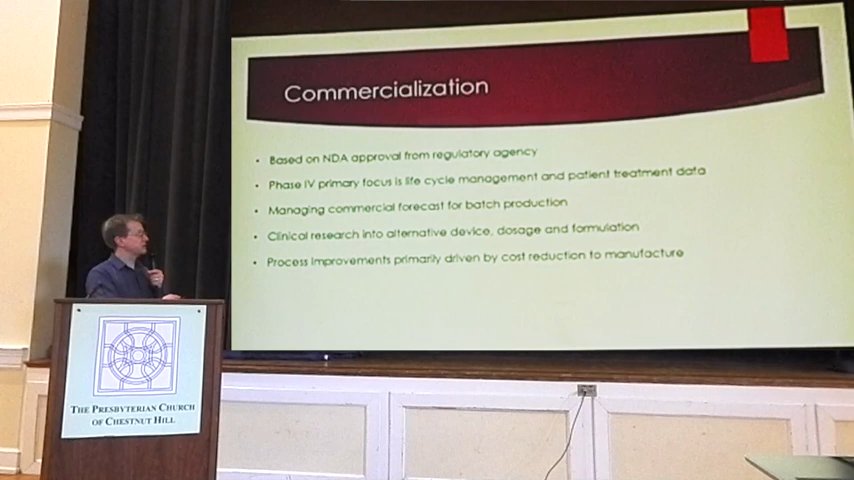 Commercialization
• Based on NDA approval from regulatory agency
• Phase IV primary focus is life cycle management and patient treatment data
• Managing commercial forecast for batch production
• Clinical research into alternative device, dosage and formulation
• Process Improvements primarily driven by cost reduction to manufacture
THE PRESBYTERIAN CHURCH
OF CHESTNUT HILL